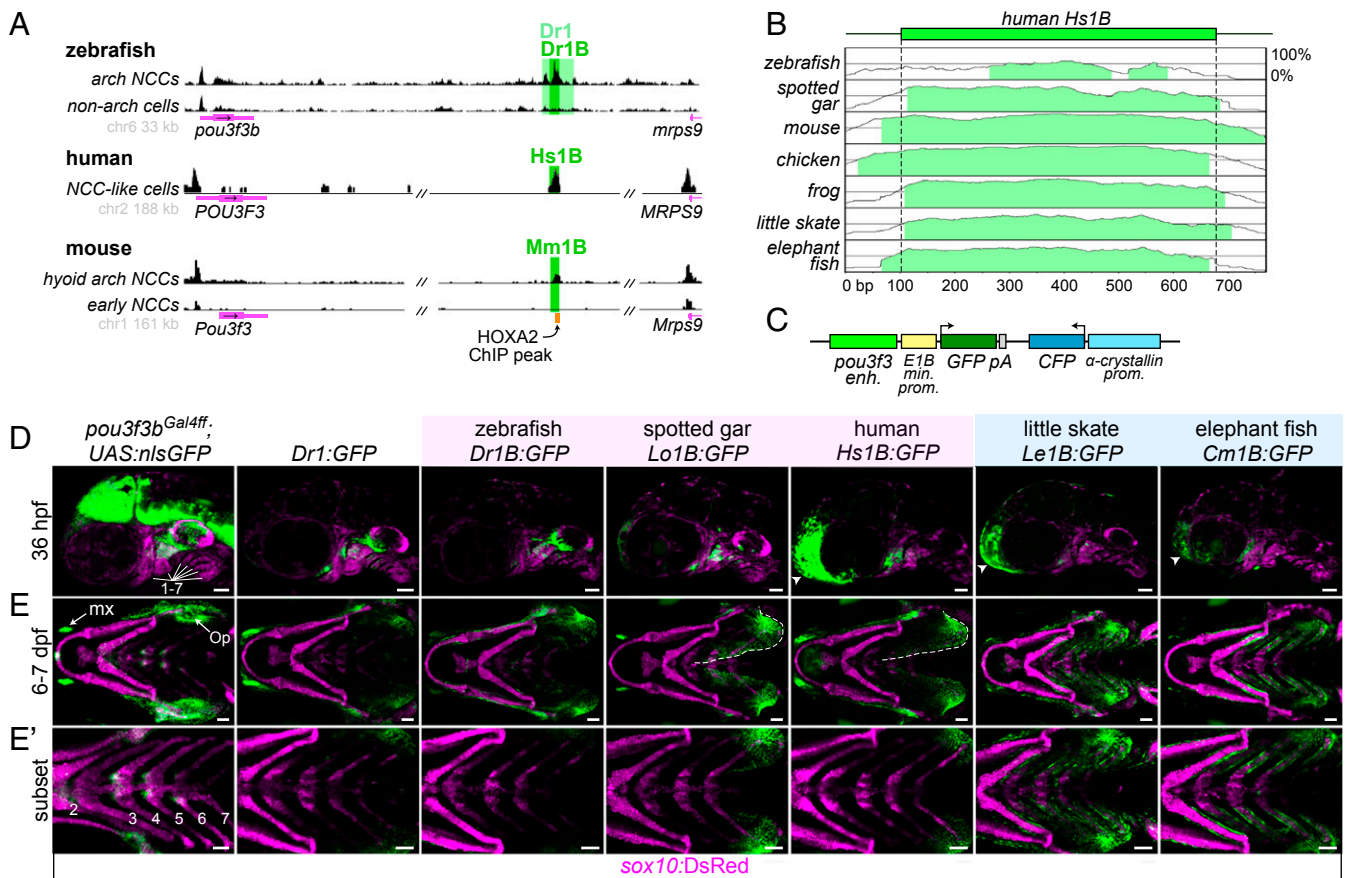 A
zebrafish
arch NCCs
non-arch cells
chr6 33 kb
pou3f3b
mrps9
Dr1
Dr1B
human
NCC-like cells
chr2 188 kb
POU3F3
MRPS9
Hs1B
//
//
mouse
hyoid arch NCCs
early NCCs
chr1 161 kb
Pou3f3
Mrps9
Mm1B
//
//
//
//
HOXA2
ChIP peak
B
human Hs1B
zebrafish
100%
0%
spotted
gar
mouse
chicken
frog
little skate
elephant
fish
0 bp 100 200 300 400 500 600 700
C
pou3f3
enh.
E1B
min.
prom.
GFP pA
CFP
α-crystallin
prom.
D
pou3f3bGal4ff;
UAS:nlsGFP
Dr1:GFP
zebrafish
Dr1B:GFP
spotted gar
Lo1B:GFP
human
Hs1B:GFP
little skate
Le1B:GFP
elephant fish
Cm1B:GFP
36 hpf
1-7
E
6-7 dpf
mx
Op
E'
subset
2 3 4 5 6 7
sox10:DsRed